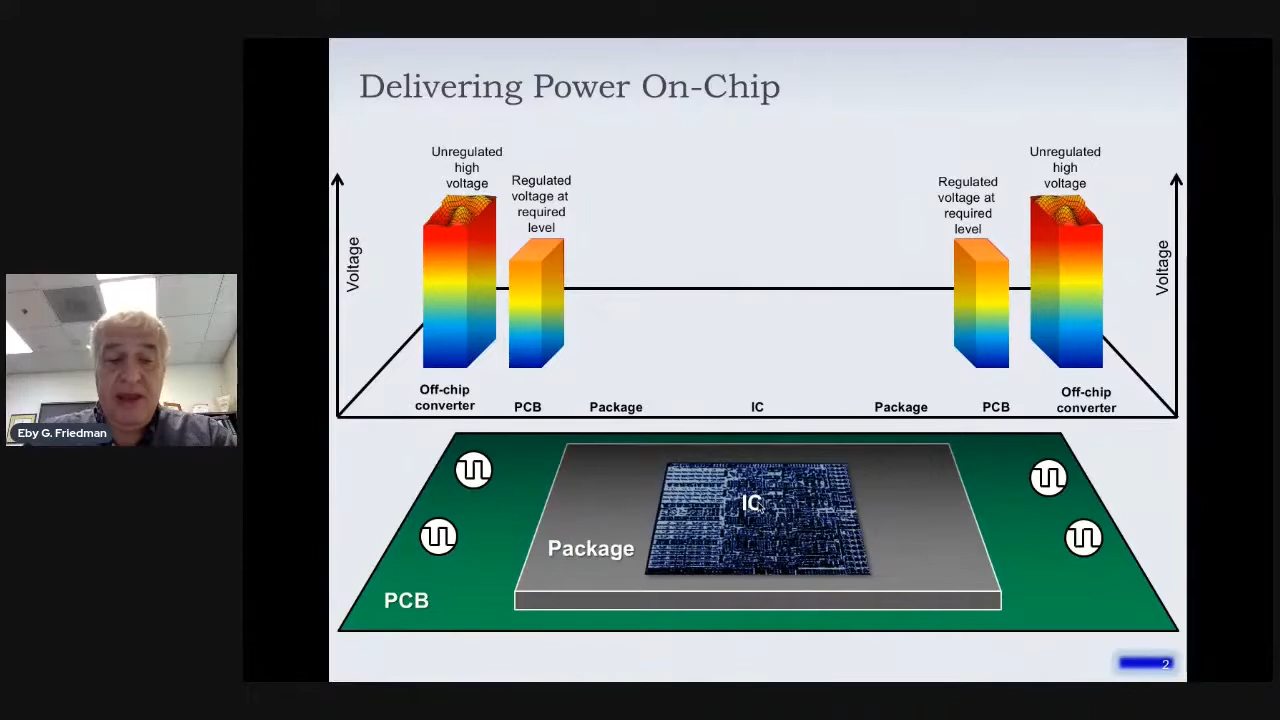 Delivering Power On-Chip
Unregulated
high
voltage
Regulated
voltage at
required
level
Regulated
voltage at
required
level
Unregulated
high
voltage
Voltage
Voltage
Off-chip
converter
PCB
Package
IC
Package
PCB
Off-chip
converter
Eby G. Friedman
IC
Package
PCB
2